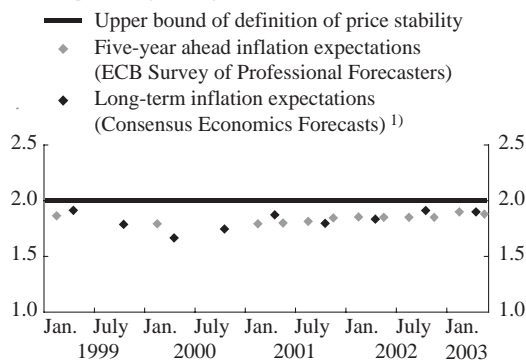 Upper bound of definition of price stability
Five-year ahead inflation expectations
(ECB Survey of Professional Forecasters)
Long-term inflation expectations
(Consensus Economics Forecasts) 1)
2.5 2.5
2.0 2.0
1.5 1.5
1.0 1.0
Jan. July Jan. July Jan. July Jan. July Jan.
1999 2000 2001 2002 2003